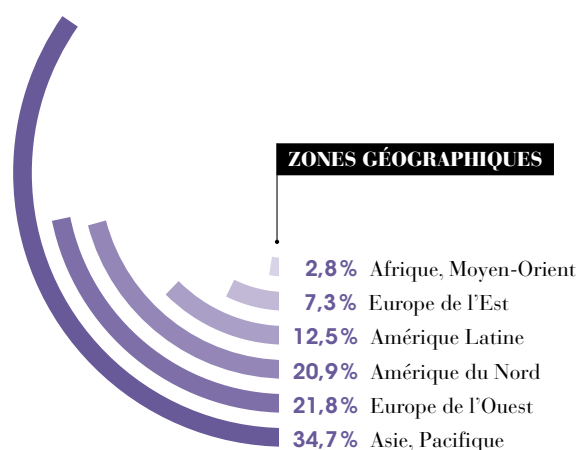 ZONES GÉOGRAPHIQUES
2,8% Afrique, Moyen-Orient
7,3% Europe de l'Est
12,5% Amérique Latine
20,9% Amérique du Nord
21,8% Europe de l'Ouest
34,7% Asie, Pacifique